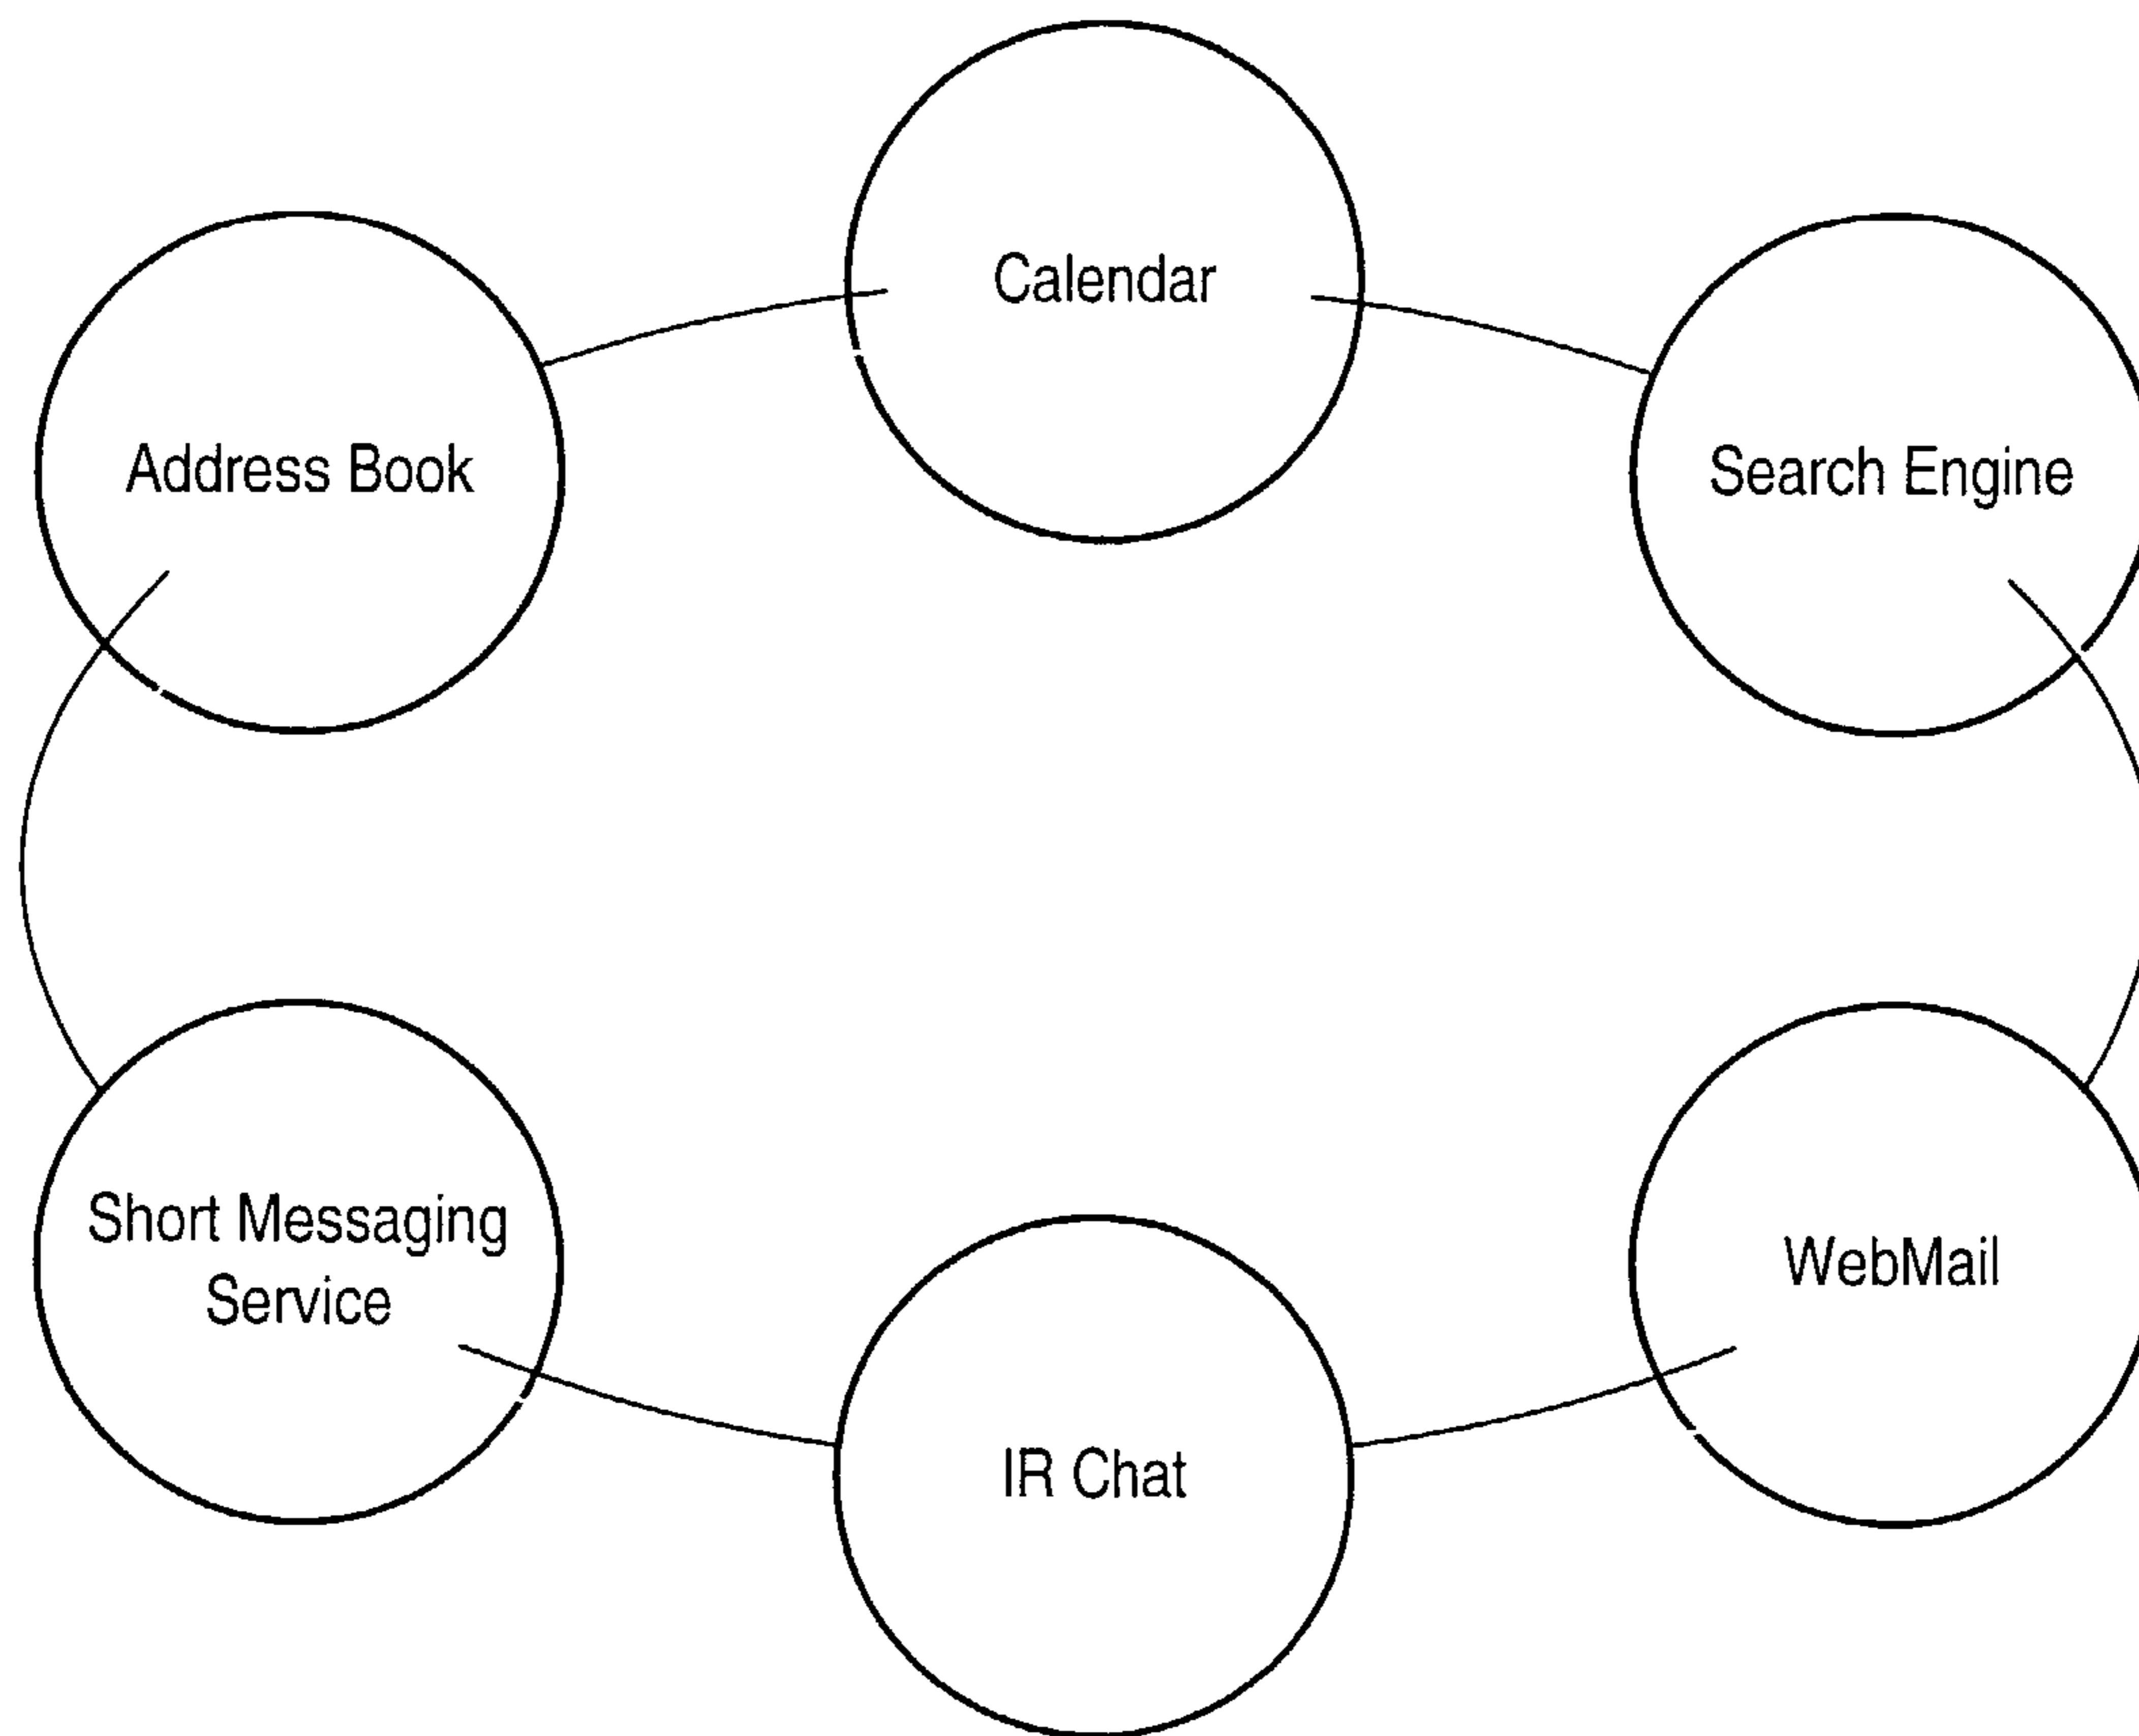 Calendar
Address Book
Search Engine
Short Messaging
Service
WebMail
IR Chat